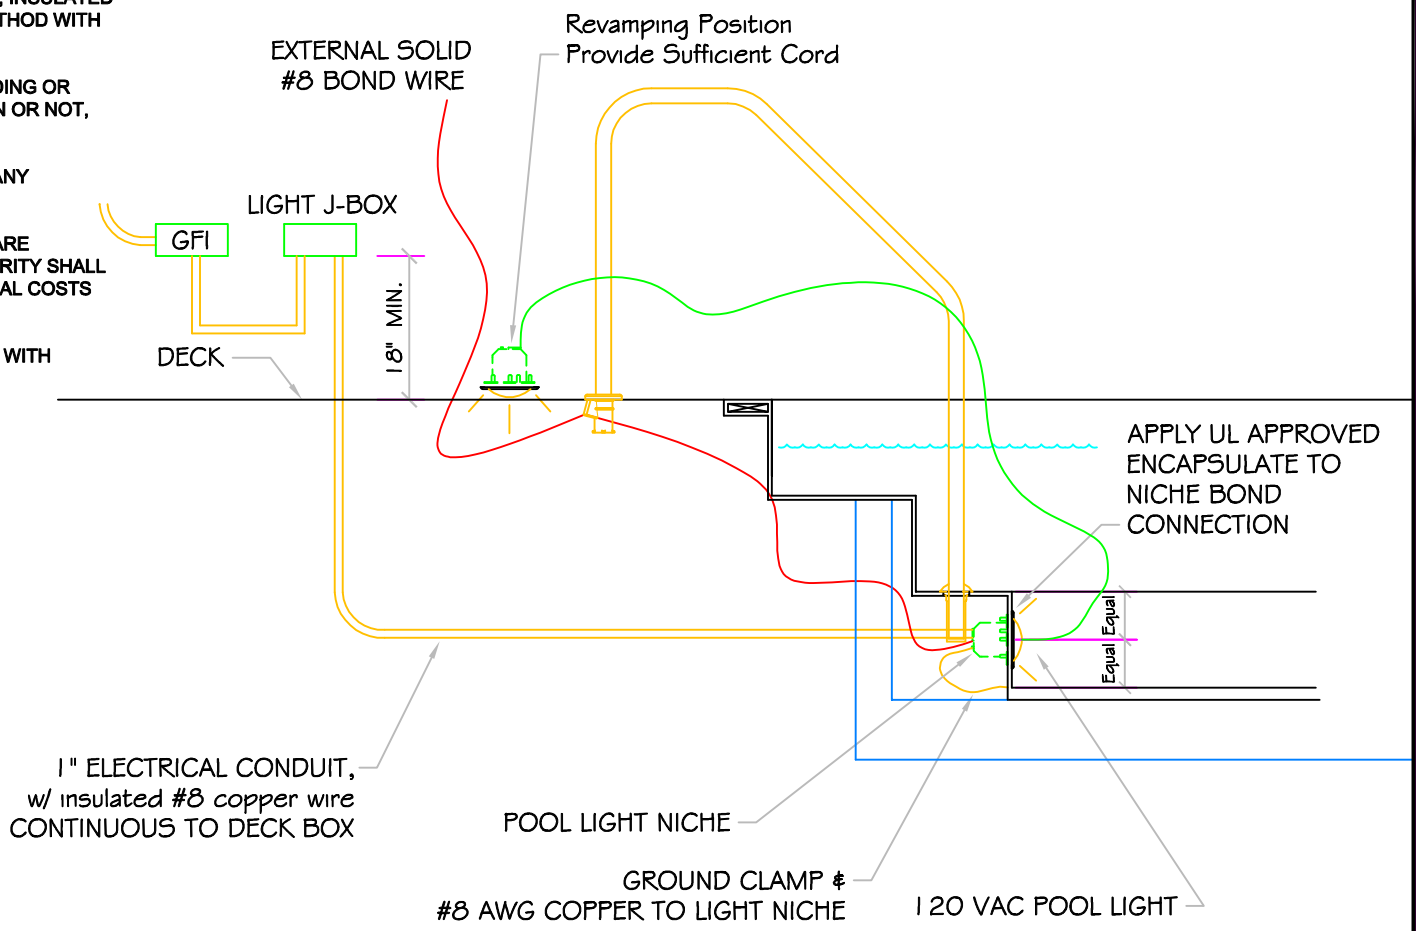 , INSULATED
THOD WITH
DING OR
N OR NOT,
ANY
ARE
RITY SHALL
AL COSTS
WITH
Revamping Position
Provide Sufficient Cord
EXTERNAL SOLID
#8 BOND WIRE
LIGHT J-BOX
GFI
18" MIN.
DECK
APPLY UL APPROVED
ENCAPSULATE TO
NICHE BOND
CONNECTION
Equal
Equal
1" ELECTRICAL CONDUIT,
w/ insulated #8 copper wire
CONTINUOUS TO DECK BOX
POOL LIGHT NICHE
GROUND CLAMP &
#8 AWG COPPER TO LIGHT NICHE
120 VAC POOL LIGHT